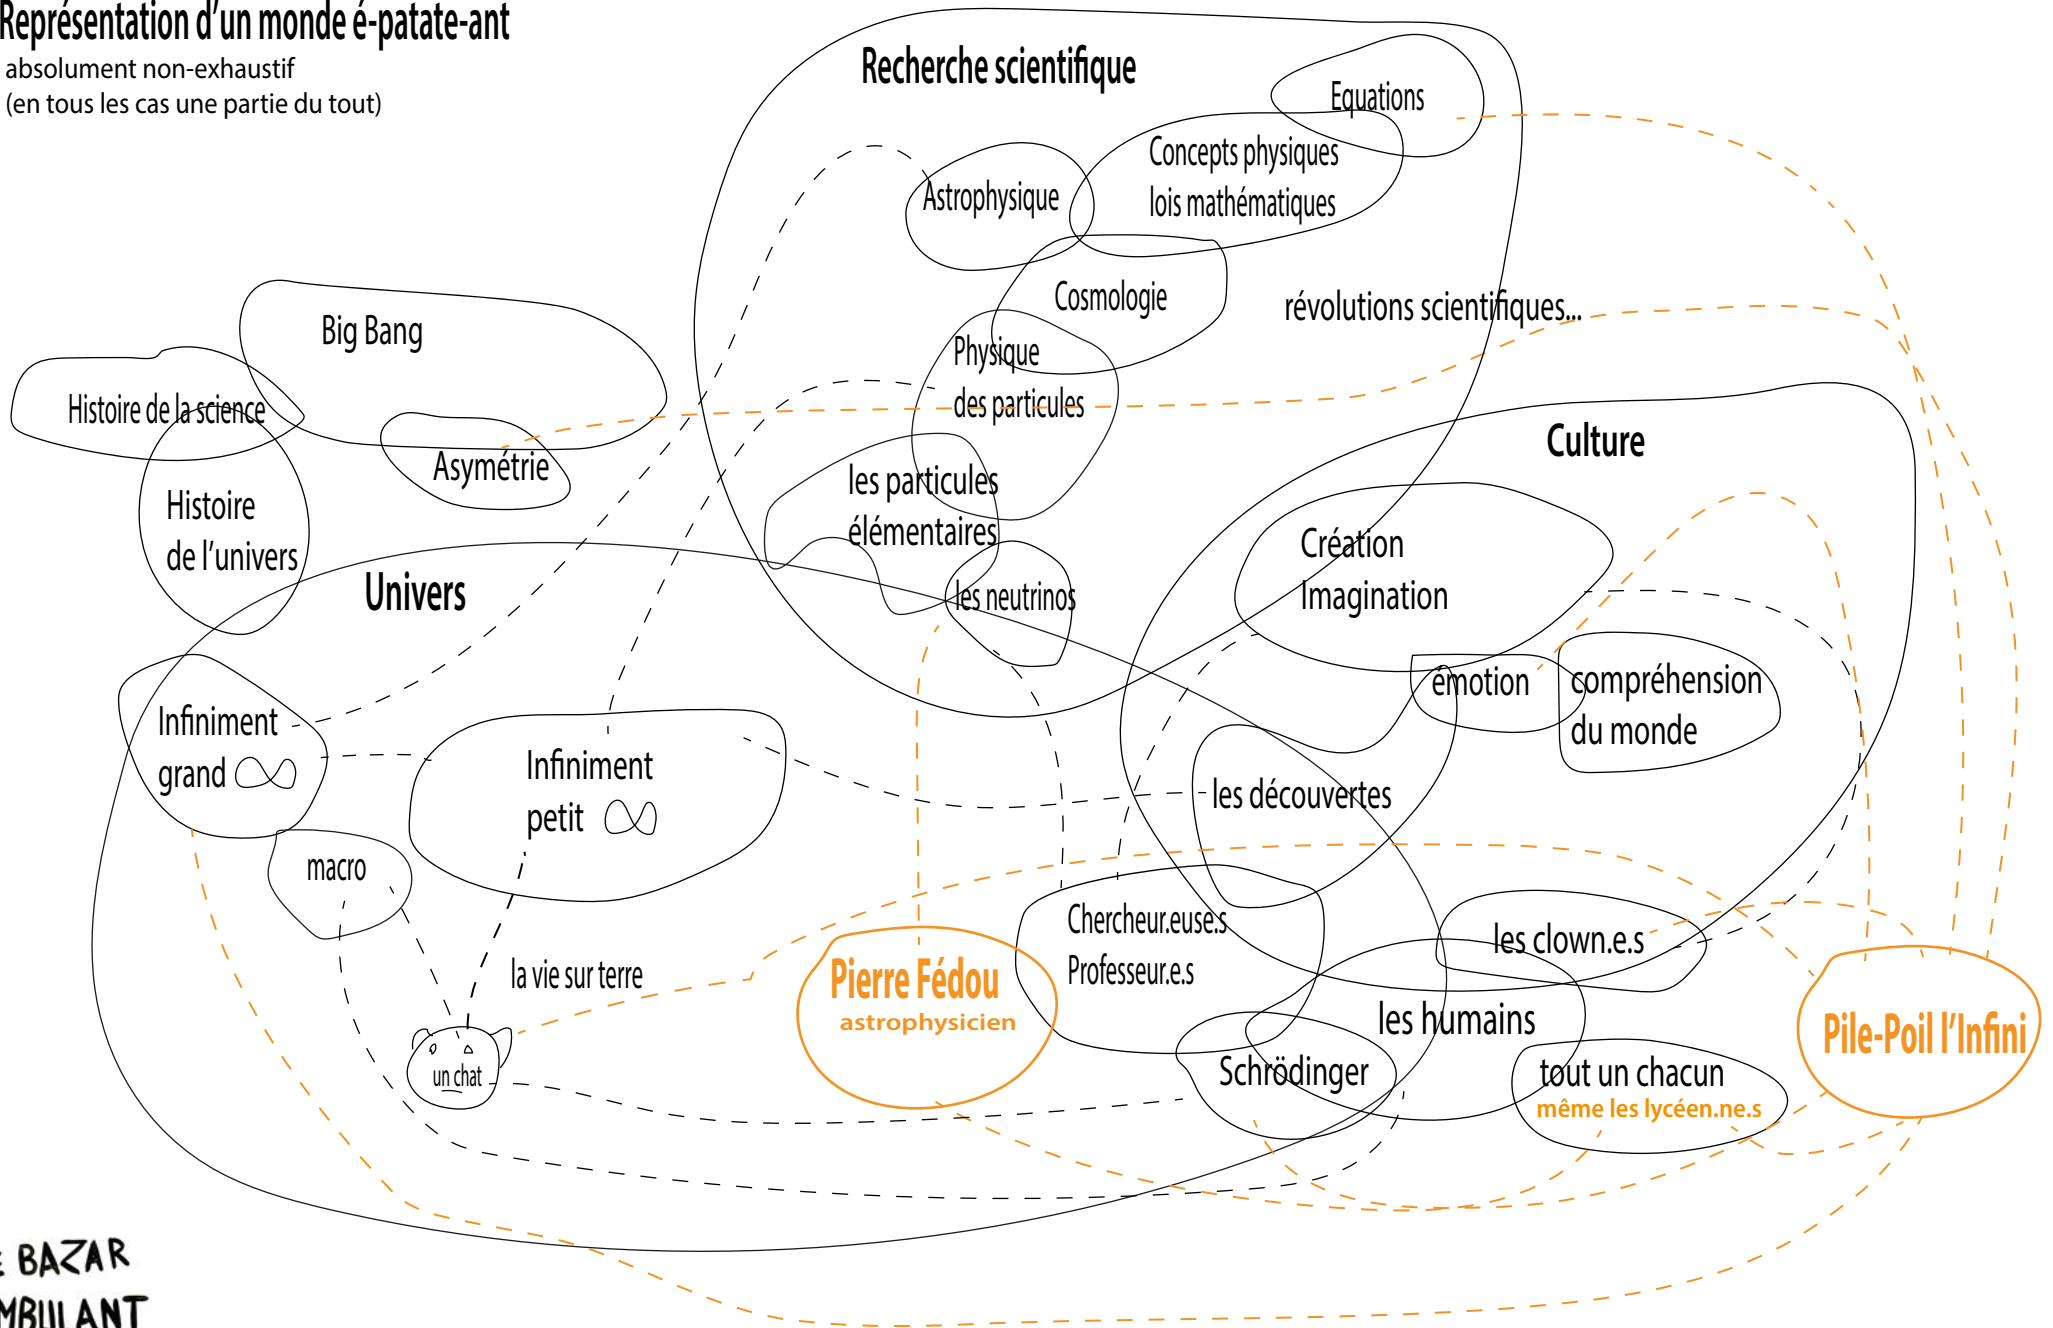 Représentation d'un monde é-patate-ant
absolument non-exhaustif
(en tous les cas une partie du tout)
Recherche scientifique
Equations
Concepts physiques
lois mathématiques
Astrophysique
Cosmologie
révolutions scientifiques...
Big Bang
Physique
des particules
Histoire de la science
Asymétrie
Culture
les particules
élémentaires
Histoire
de l'univers
Création
Imagination
Univers
les neutrinos
émotion
compréhension
du monde
Infiniment
grand
Infiniment
petit
les découvertes
macro
Chercheur.euse.s
Professeur.e.s
les clown.e.s
la vie sur terre
Pierre Fédou
astrophysicien
les humains
Pile-Poil l'Infini
un chat
Schrödinger
tout un chacun
même les lycéen.ne.s
BAZAR